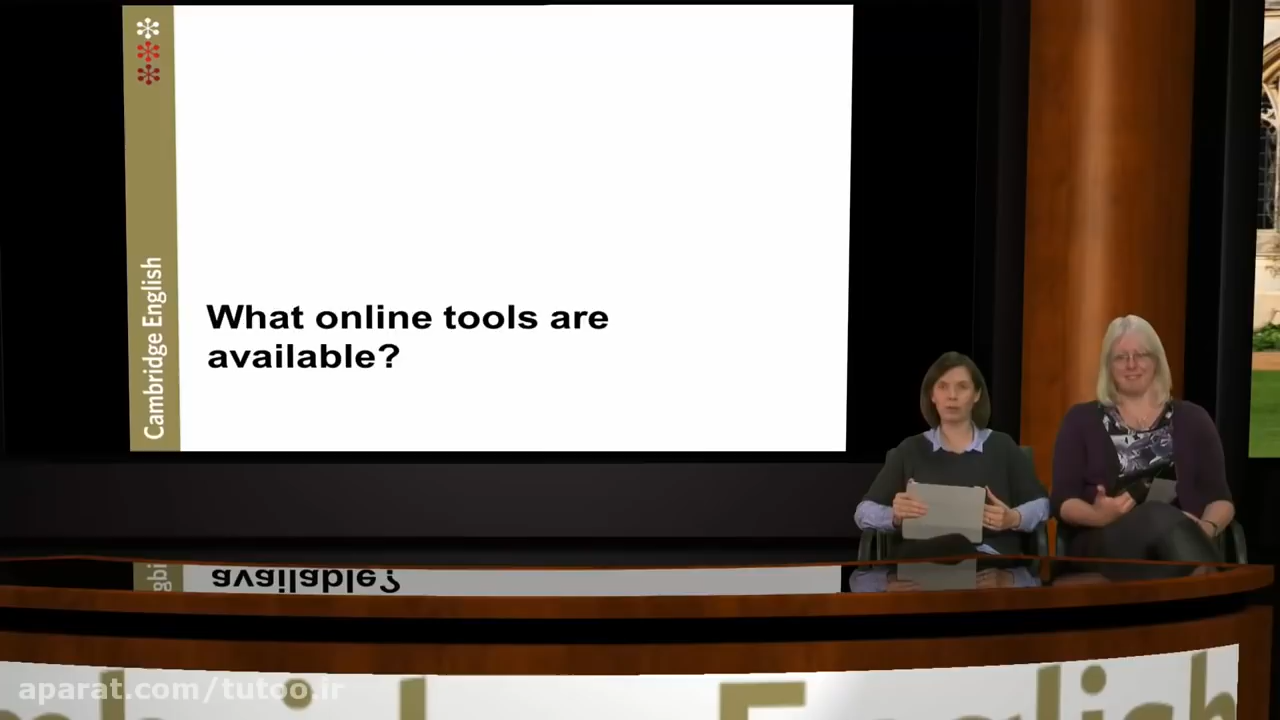 Cambridge English
What online tools are
available?
available?
aparat.com/tutoo.ir
English